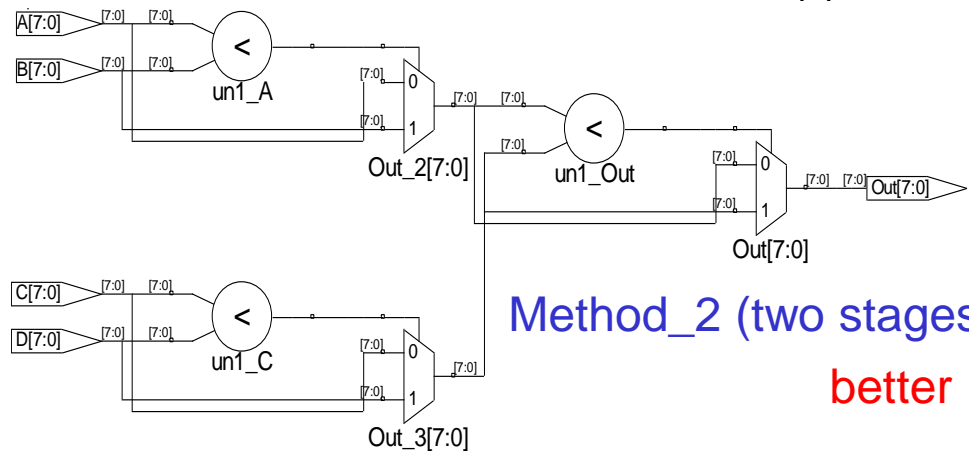 A[7:0] [7:0] [7:0]
<
B[7:0] [7:0] [7:0]
un1_A
[7:0] 0
[7:0] 1
Out_2[7:0]
[7:0] [7:0]
[7:0]
<
un1_Out
[7:0] 0
[7:0] 1
Out[7:0]
[7:0] [7:0] Out[7:0]
C[7:0] [7:0] [7:0]
<
D[7:0] [7:0] [7:0]
un1_C
[7:0] 0
[7:0] 1
Out_3[7:0]
[7:0]
Method_2 (two stages
better